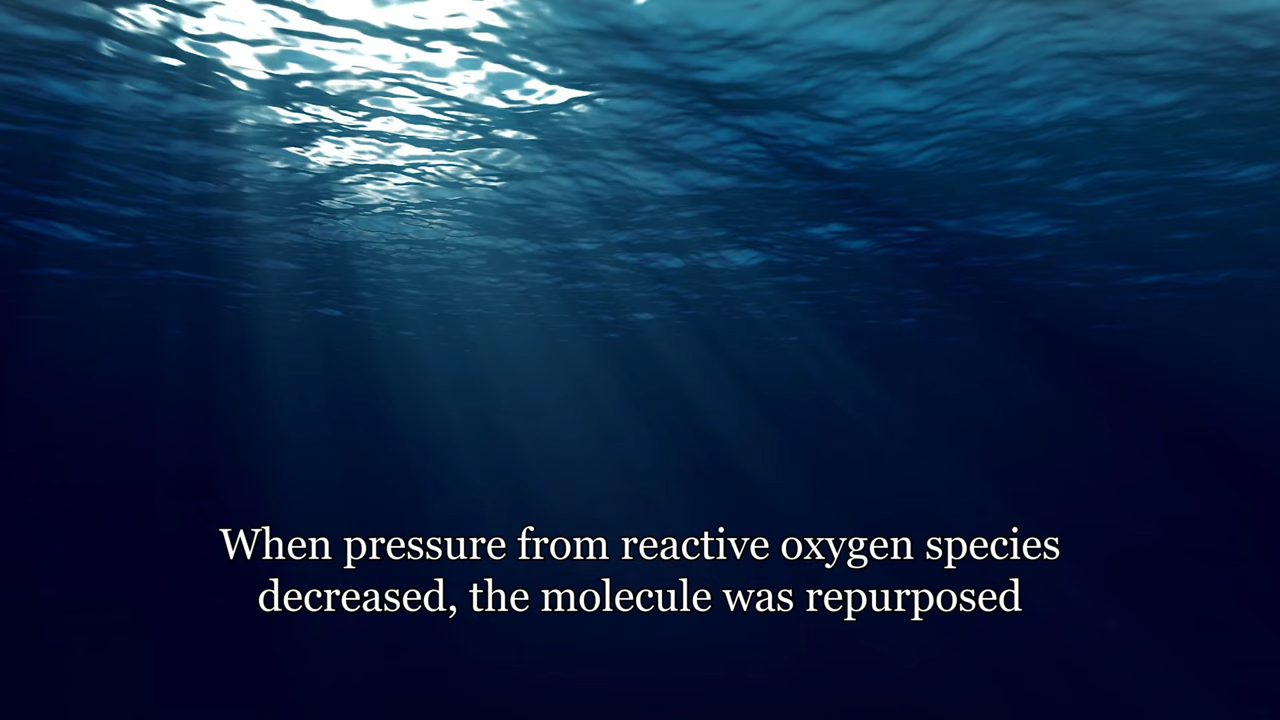 When pressure from reactive oxygen species
decreased, the molecule was repurposed